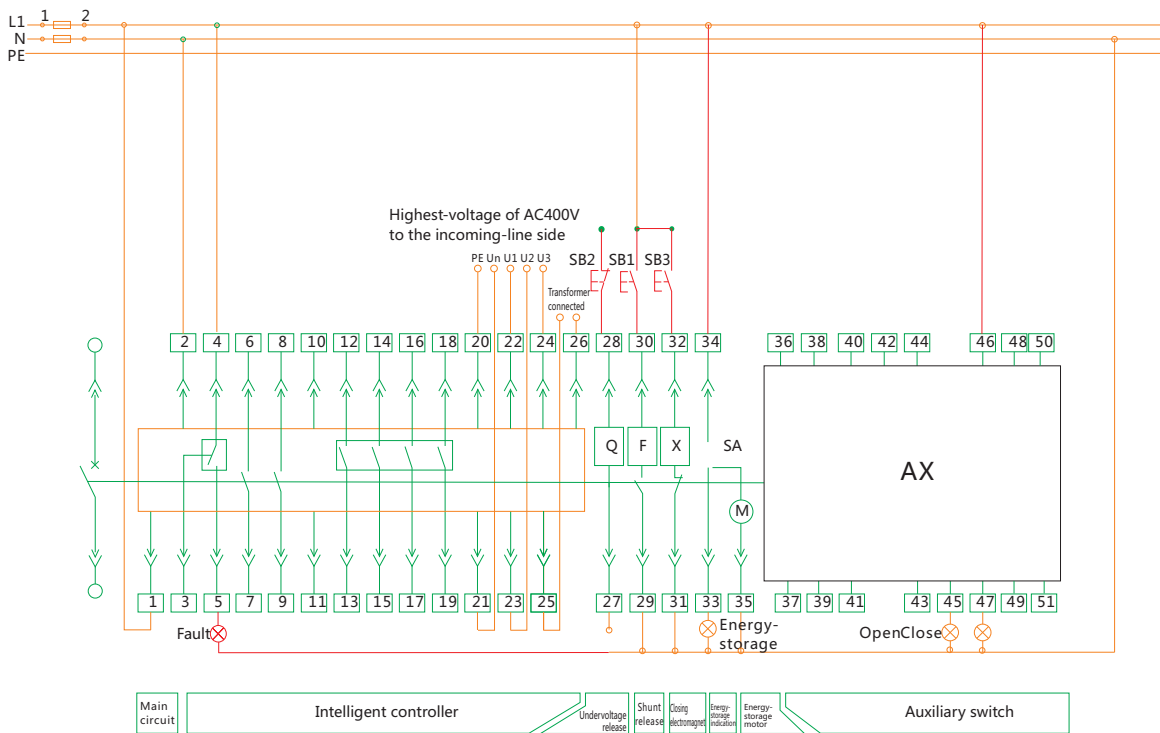 L1 1 2
N
PE
Highest-voltage of AC400V
to the incoming-line side
PE Un U1 U2 U3
SB2 SB1 SB3
Transformer
connected
2 4 6 8 10 12 14 16 18 20 22 24 26 28 30 32 34 36 38 40 42 44 46 48 50
Q F X SA
AX
M
1 3 5 7 9 11 13 15 17 19 21 23 25 27 29 31 33 35 37 39 41 43 45 47 49 51
Fault
Energy-
storage
OpenClose
Main
circuit
Intelligent controller
Undervoltage
release
Shunt
release
Closing
electromagnet
Energy-
storage
indication
Energy-
storage
motor
Auxiliary switch